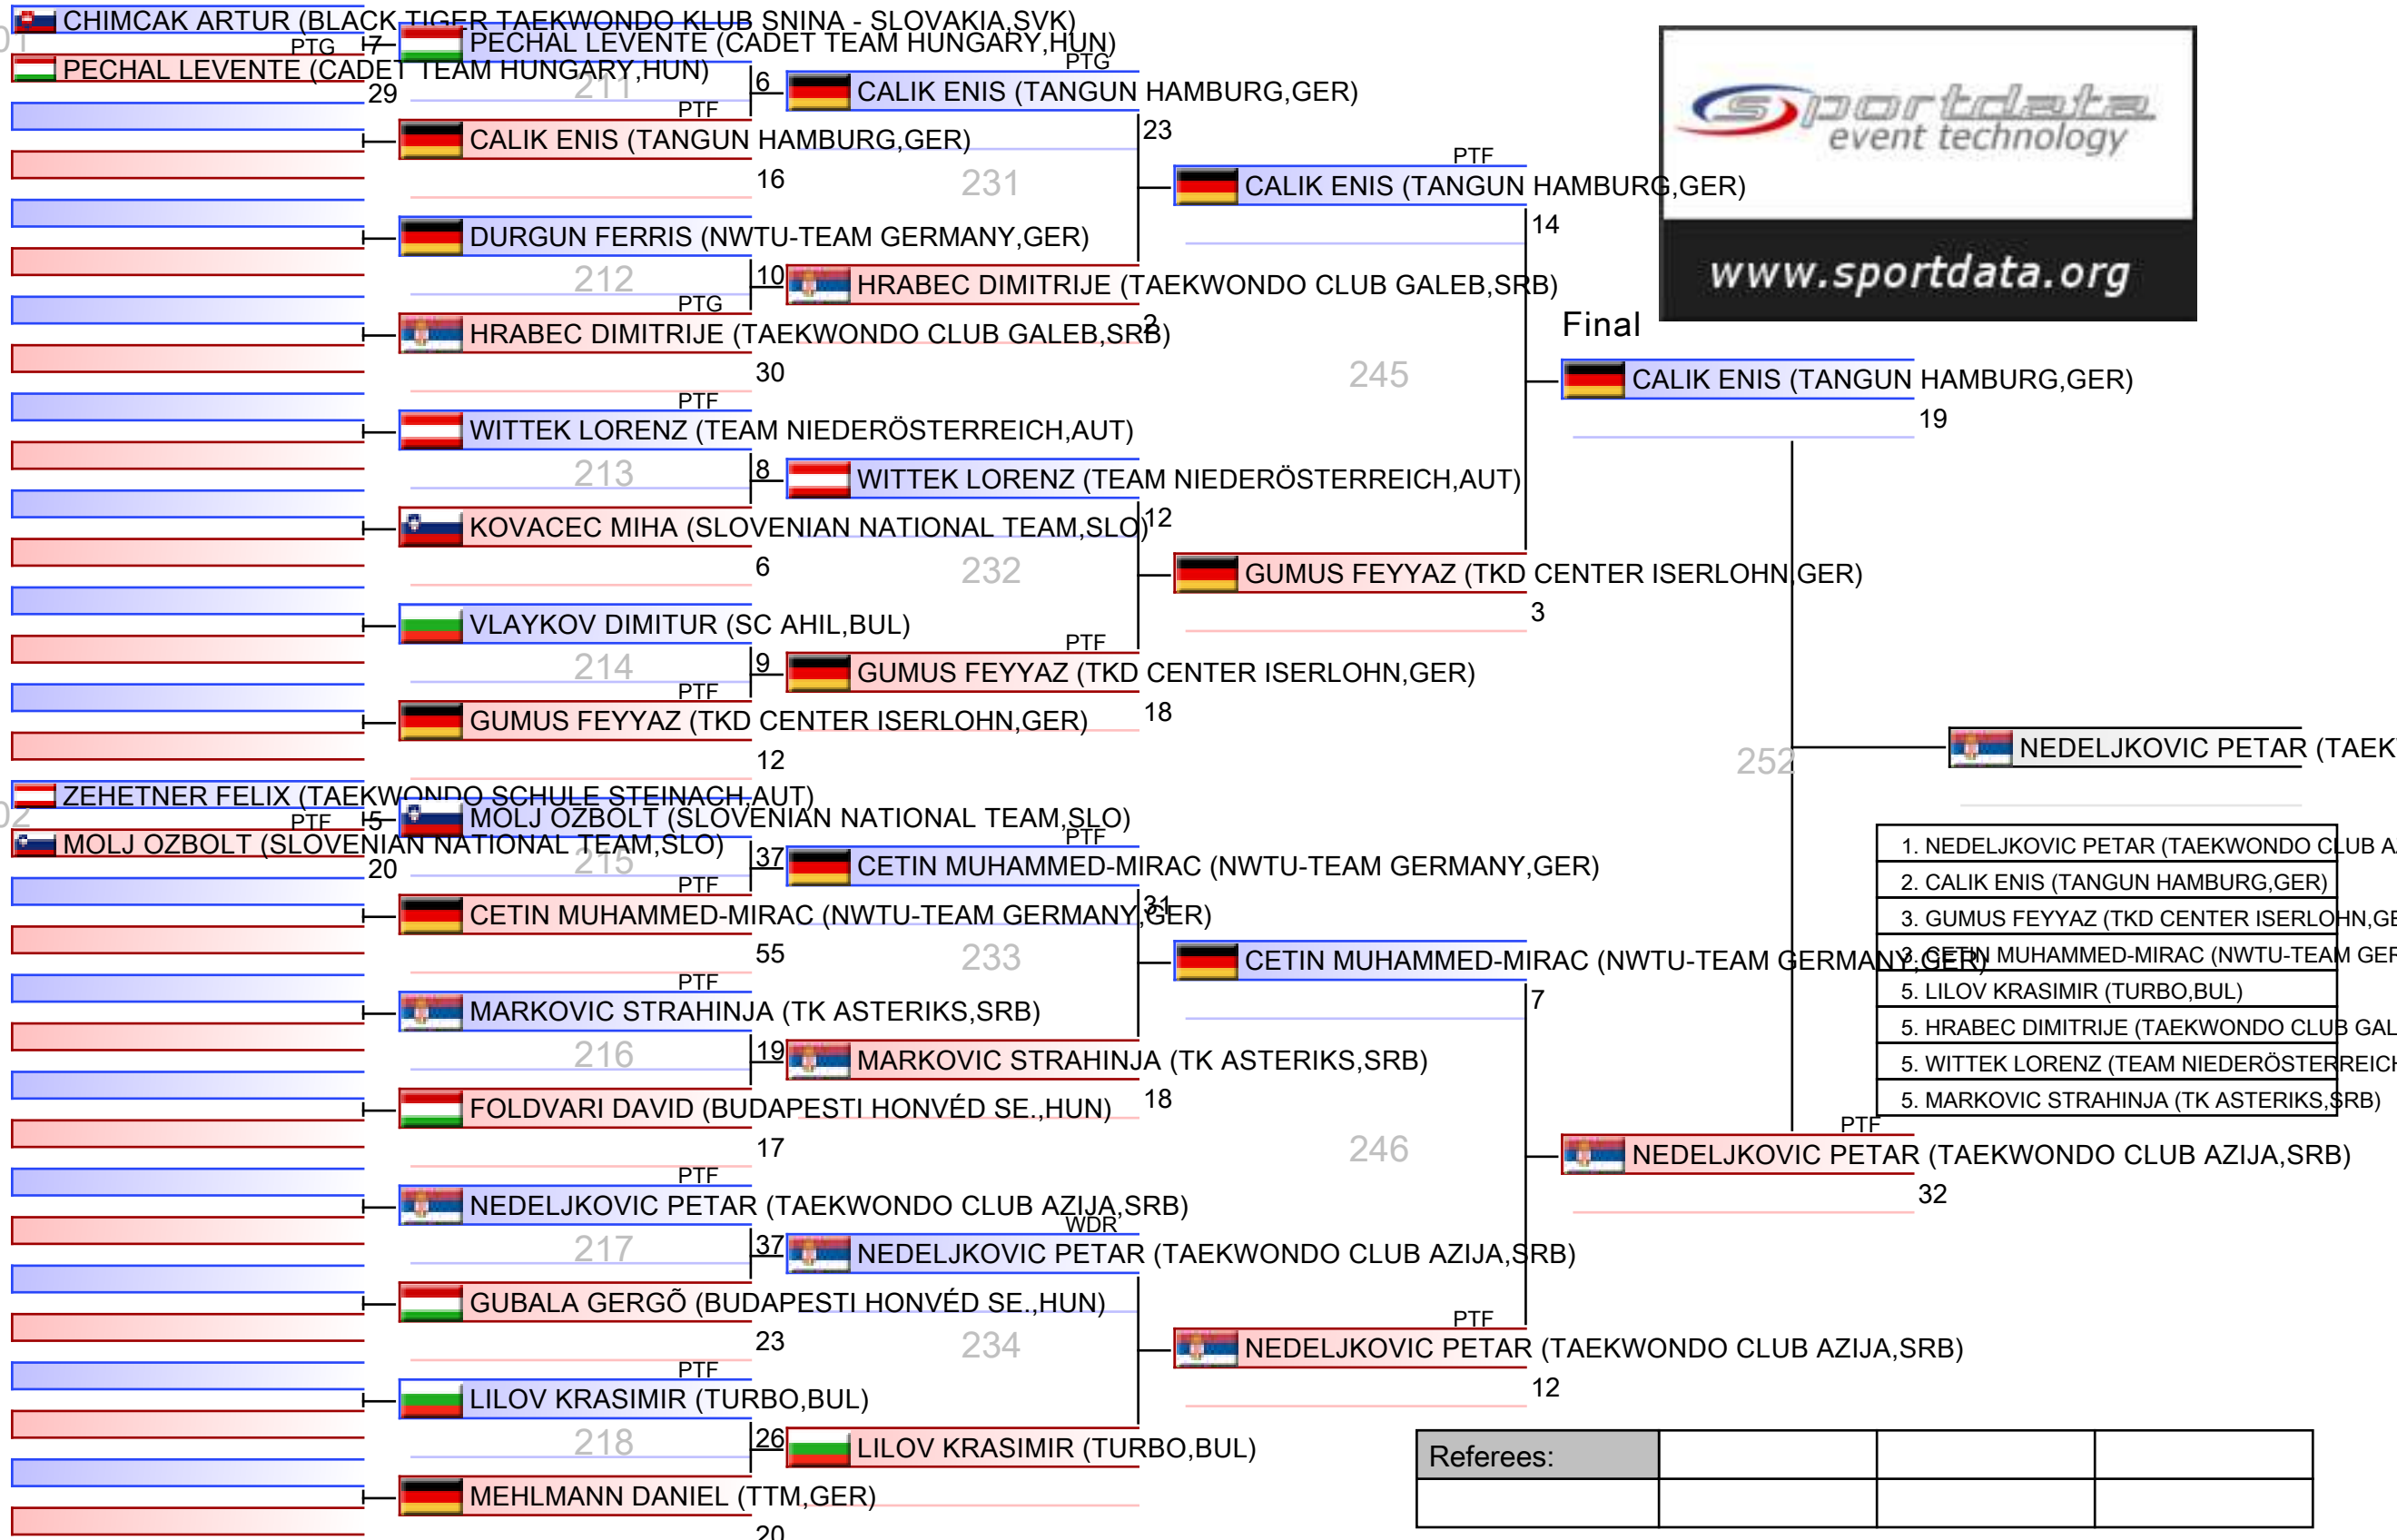 CHIMCAK ARTUR (BLACK TIGER TAEKWONDO KLUB SNINA - SLOVAKIA,SVK)
01
PTG
7
PECHAL LEVENTE (CADET TEAM HUNGARY,HUN)
29
02
ZEHETNER FELIX (TAEKWONDO SCHULE STEINACH,AUT)
PTF
5
MOLJ OZBOLT (SLOVENIAN NATIONAL TEAM,SLO)
20
PECHAL LEVENTE (CADET TEAM HUNGARY,HUN)
211
6
PTF
CALIK ENIS (TANGUN HAMBURG,GER)
16
DURGUN FERRIS (NWTU-TEAM GERMANY,GER)
212
10
PTG
HRABEC DIMITRIJE (TAEKWONDO CLUB GALEB,SRB)
30
PTF
WITTEK LORENZ (TEAM NIEDERÖSTERREICH,AUT)
213
8
KOVACEC MIHA (SLOVENIAN NATIONAL TEAM,SLO)
6
VLAYKOV DIMITUR (SC AHIL,BUL)
214
9
PTF
GUMUS FEYYAZ (TKD CENTER ISERLOHN,GER)
12
MOLJ OZBOLT (SLOVENIAN NATIONAL TEAM,SLO)
215
37
PTF
CETIN MUHAMMED-MIRAC (NWTU-TEAM GERMANY,GER)
55
PTF
MARKOVIC STRAHINJA (TK ASTERIKS,SRB)
216
19
FOLDVARI DAVID (BUDAPESTI HONVÉD SE.,HUN)
17
PTF
NEDELJKOVIC PETAR (TAEKWONDO CLUB AZIJA,SRB)
217
37
GUBALA GERGÕ (BUDAPESTI HONVÉD SE.,HUN)
23
PTF
LILOV KRASIMIR (TURBO,BUL)
218
26
MEHLMANN DANIEL (TTM,GER)
20
PTG
CALIK ENIS (TANGUN HAMBURG,GER)
23
231
HRABEC DIMITRIJE (TAEKWONDO CLUB GALEB,SRB)
2
WITTEK LORENZ (TEAM NIEDERÖSTERREICH,AUT)
12
232
PTF
GUMUS FEYYAZ (TKD CENTER ISERLOHN,GER)
18
PTF
CETIN MUHAMMED-MIRAC (NWTU-TEAM GERMANY,GER)
31
233
MARKOVIC STRAHINJA (TK ASTERIKS,SRB)
18
WDR
NEDELJKOVIC PETAR (TAEKWONDO CLUB AZIJA,SRB)
234
LILOV KRASIMIR (TURBO,BUL)
PTF
CALIK ENIS (TANGUN HAMBURG,GER)
14
245
GUMUS FEYYAZ (TKD CENTER ISERLOHN,GER)
3
CETIN MUHAMMED-MIRAC (NWTU-TEAM GERMANY,GER)
7
246
PTF
NEDELJKOVIC PETAR (TAEKWONDO CLUB AZIJA,SRB)
12
Final
CALIK ENIS (TANGUN HAMBURG,GER)
19
252
PTF
NEDELJKOVIC PETAR (TAEKWONDO CLUB AZIJA,SRB)
32
NEDELJKOVIC PETAR (TAEK
sportdata
event technology
www.sportdata.org
1. NEDELJKOVIC PETAR (TAEKWONDO CLUB AZ
2. CALIK ENIS (TANGUN HAMBURG,GER)
3. GUMUS FEYYAZ (TKD CENTER ISERLOHN,GE
3. CETIN MUHAMMED-MIRAC (NWTU-TEAM GER
5. LILOV KRASIMIR (TURBO,BUL)
5. HRABEC DIMITRIJE (TAEKWONDO CLUB GAL
5. WITTEK LORENZ (TEAM NIEDERÖSTERREICH
5. MARKOVIC STRAHINJA (TK ASTERIKS,SRB)
Referees: